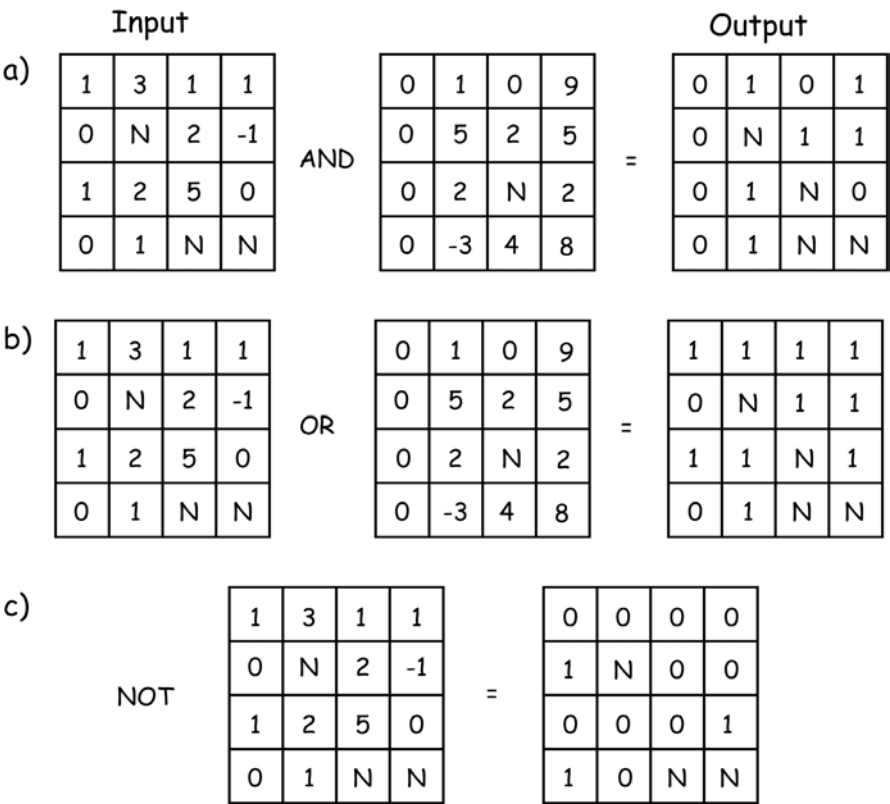 Input Output
a)
1 3 1 1 0 1 0 9 0 1 0 1
0 N 2 -1 0 5 2 5 0 N 1 1
AND =
1 2 5 0 0 2 N 2 0 1 N 0
0 1 N N 0 -3 4 8 0 1 N N
b)
1 3 1 1 0 1 0 9 1 1 1 1
0 N 2 -1 0 5 2 5 0 N 1 1
OR =
1 2 5 0 0 2 N 2 1 1 N 1
0 1 N N 0 -3 4 8 0 1 N N
c)
1 3 1 1 0 0 0 0
0 N 2 -1 1 N 0 0
NOT =
1 2 5 0 0 0 0 1
0 1 N N 1 0 N N